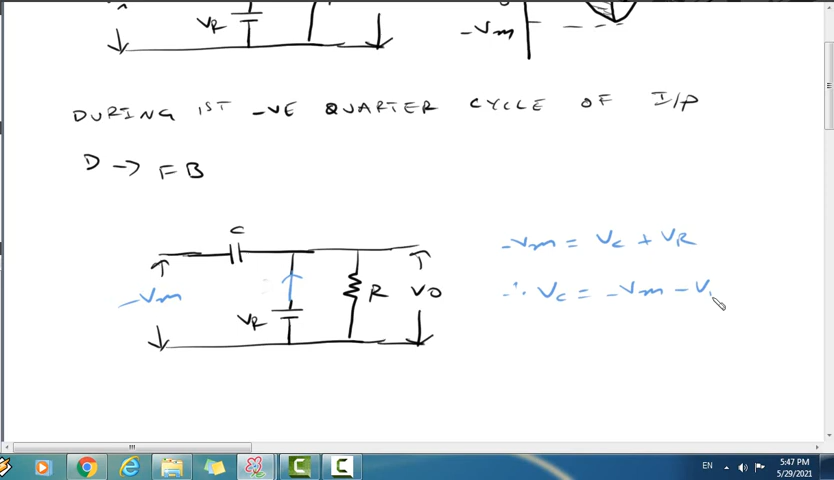 VR
0
-Vm
DURING 1ST -VE QUARTER CYCLE OF I/P
D → FB
C
-Vm = Vc + VR
-Vm
VR
R
VO
∴ Vc = -Vm - V
EN
5:47 PM
5/29/2021